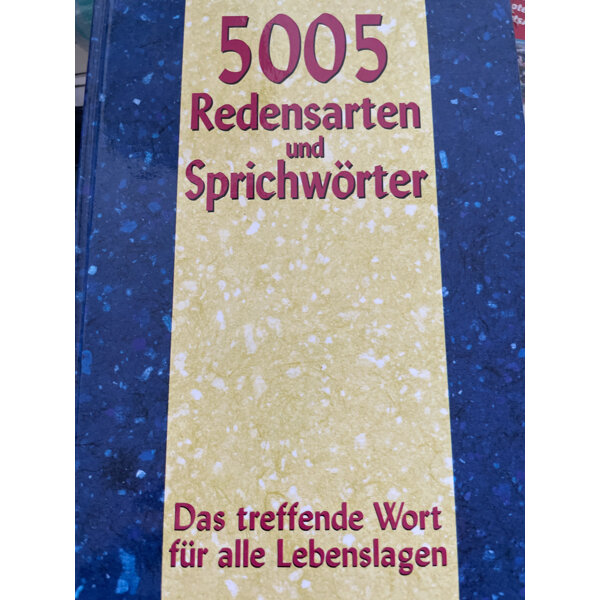 5005
Redensarten
und
Sprichwörter
Das treffende Wort
für alle Lebenslagen